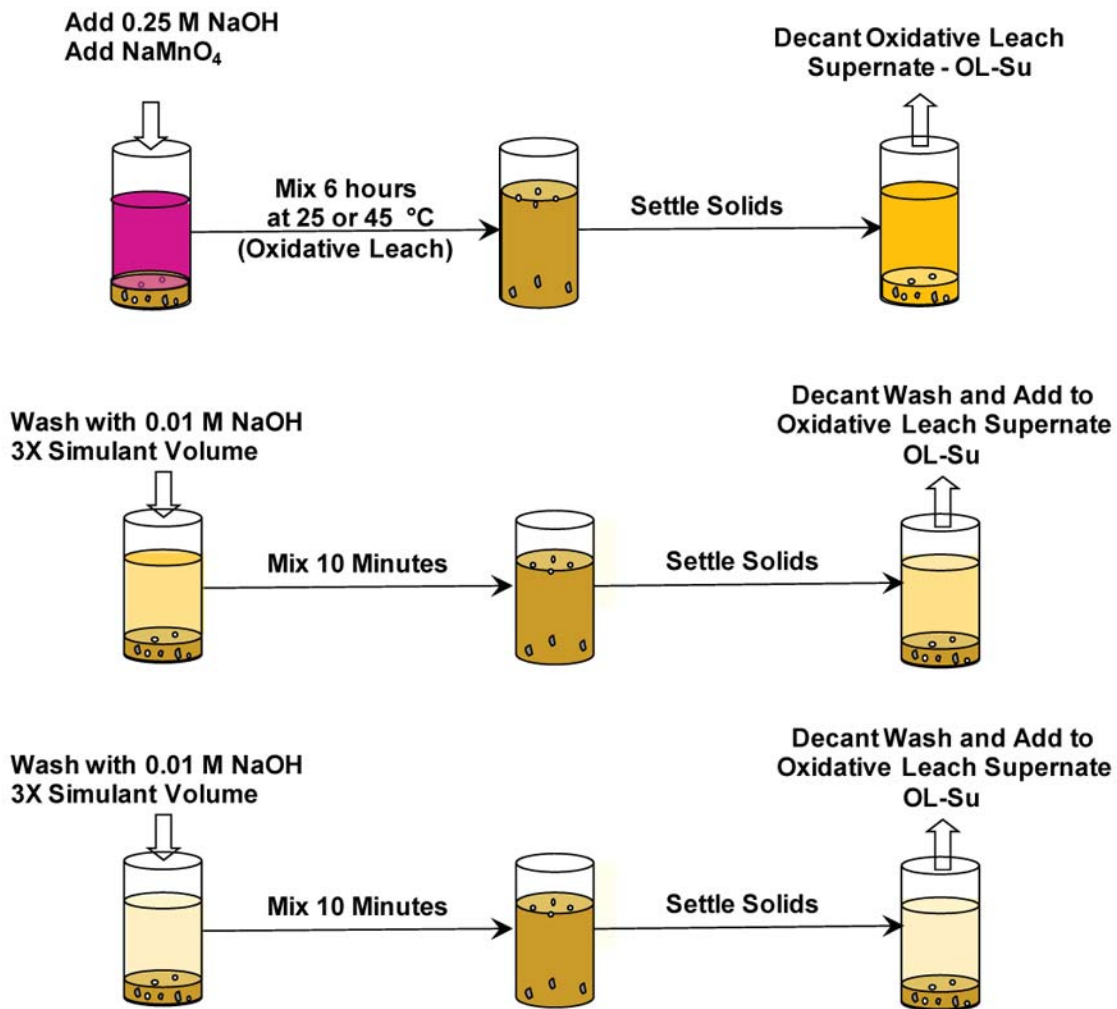 Add 0.25 M NaOH
Add NaMnO₄
Mix 6 hours
at 25 or 45 °C
(Oxidative Leach)
Settle Solids
Decant Oxidative Leach
Supernate - OL-Su
Wash with 0.01 M NaOH
3X Simulant Volume
Mix 10 Minutes
Settle Solids
Decant Wash and Add to
Oxidative Leach Supernate
OL-Su
Wash with 0.01 M NaOH
3X Simulant Volume
Mix 10 Minutes
Settle Solids
Decant Wash and Add to
Oxidative Leach Supernate
OL-Su